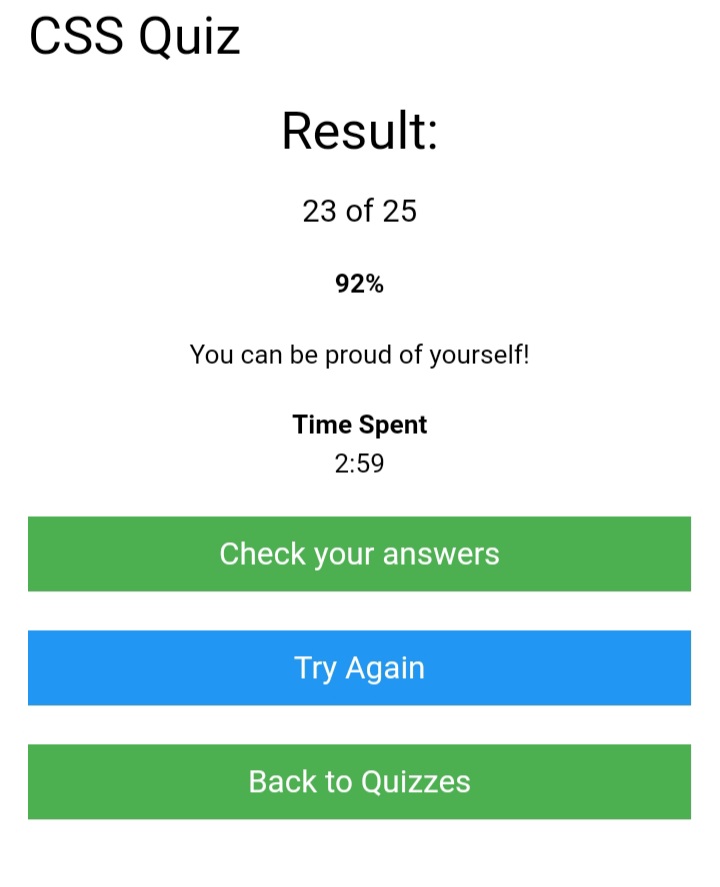 CSS Quiz
Result:
23 of 25
92%
You can be proud of yourself!
Time Spent
2:59
Check your answers
Try Again
Back to Quizzes